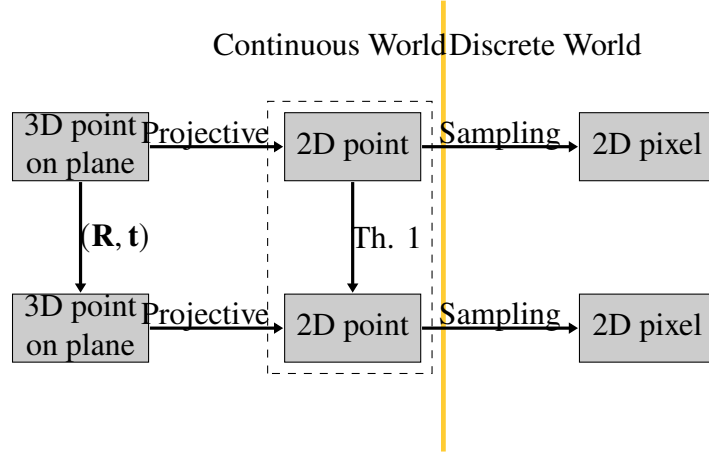 Continuous World Discrete World
3D point
on plane
Projective
2D point
Sampling
2D pixel
(R, t)
Th. 1
3D point
on plane
Projective
2D point
Sampling
2D pixel